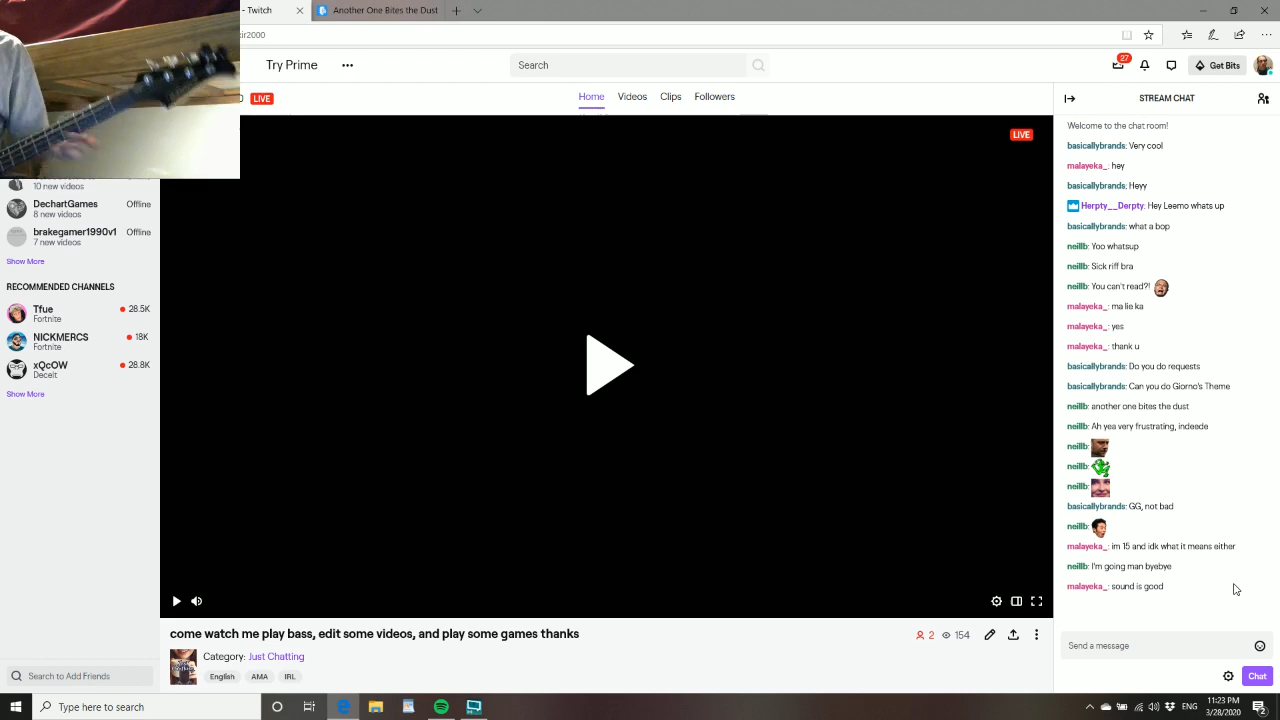 - Twitch
Another One Bites the Dust
ir2000
Try Prime
Search
27
Get Bits
LIVE
Home
Videos
Clips
Followers
STREAM CHAT
LIVE
10 new videos
DechartGames
Offline
8 new videos
brakegamer1990v1
Offline
7 new videos
Show More
RECOMMENDED CHANNELS
Tfue
28.5K
Fortnite
NICKMERCS
18K
Fortnite
xQcOW
28.8K
Deceit
Show More
Search to Add Friends
Welcome to the chat room!
basicallybrands: Very cool
malayeka_: hey
basicallybrands: Heyy
Herpty__Derpty: Hey Leemo whats up
basicallybrands: what a bop
neillb: Yoo whatsup
neillb: Sick riff bra
neillb: You can't read?!
malayeka_: ma lie ka
malayeka_: yes
malayeka_: thank u
basicallybrands: Do you do requests
basicallybrands: Can you do Giorno's Theme
neillb: another one bites the dust
neillb: Ah yea very frustrating, indeede
neillb:
neillb:
neillb:
basicallybrands: GG, not bad
neillb:
malayeka_: im 15 and idk what it means either
neillb: I'm going man byebye
malayeka_: sound is good
Send a message
Chat
come watch me play bass, edit some videos, and play some games thanks
2
154
Category: Just Chatting
English
AMA
IRL
Type here to search
ENG
11:23 PM
3/28/2020
2